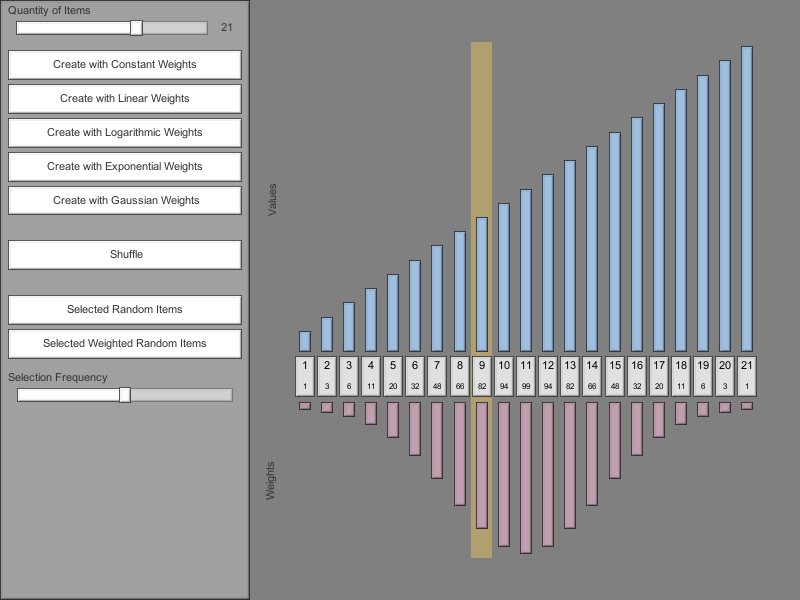 Quantity of Items
21
Create with Constant Weights
Create with Linear Weights
Create with Logarithmic Weights
Create with Exponential Weights
Create with Gaussian Weights
Shuffle
Selected Random Items
Selected Weighted Random Items
Selection Frequency
Values
1 2 3 4 5 6 7 8 9 10 11 12 13 14 15 16 17 18 19 20 21
1 3 6 11 20 32 48 66 82 94 99 94 82 66 48 32 20 11 6 3 1
Weights